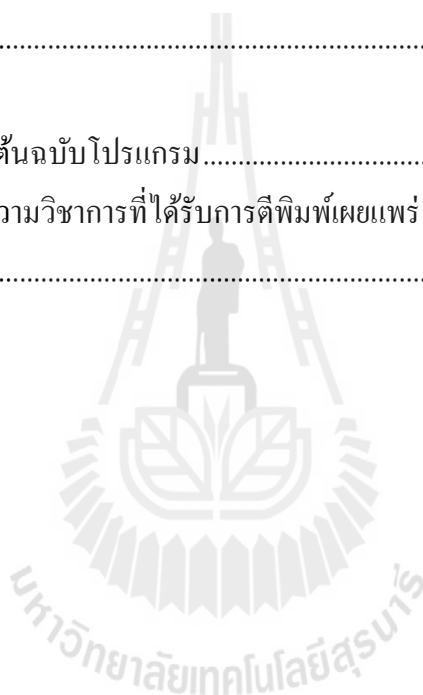 ....................................................................
ต้นฉบับโปรแกรม...................................
วามวิชาการที่ได้รับการตีพิมพ์เผยแพร่
....................................................................
มหาวิทยาลัยเทคโนโลยีสุรนารี